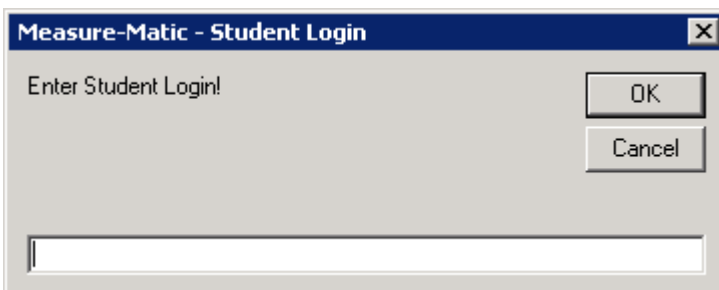 Measure-Matic - Student Login
Enter Student Login!
OK
Cancel